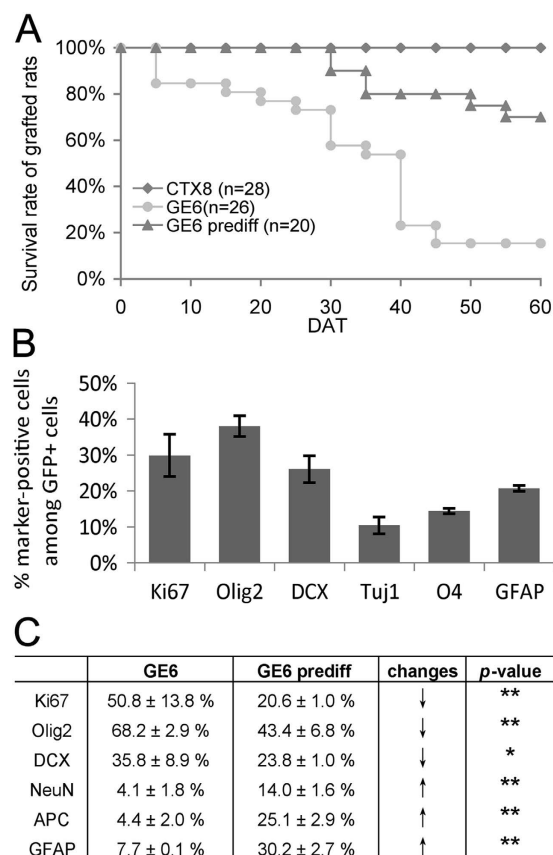 A
100%
80%
60%
40%
20%
0%
Survival rate of grafted rats
CTX8 (n=28)
GE6(n=26)
GE6 prediff (n=20)
0 10 20 30 40 50 60
DAT
B
50%
40%
30%
20%
10%
0%
% marker-positive cells
among GFP+ cells
Ki67 Olig2 DCX Tuj1 O4 GFAP
C
GE6 GE6 prediff changes p-value
Ki67 50.8 ± 13.8 % 20.6 ± 1.0 % ↓ **
Olig2 68.2 ± 2.9 % 43.4 ± 6.8 % ↓ **
DCX 35.8 ± 8.9 % 23.8 ± 1.0 % ↓ *
NeuN 4.1 ± 1.8 % 14.0 ± 1.6 % ↑ **
APC 4.4 ± 2.0 % 25.1 ± 2.9 % ↑ **
GFAP 7.7 ± 0.1 % 30.2 ± 2.7 % ↑ **